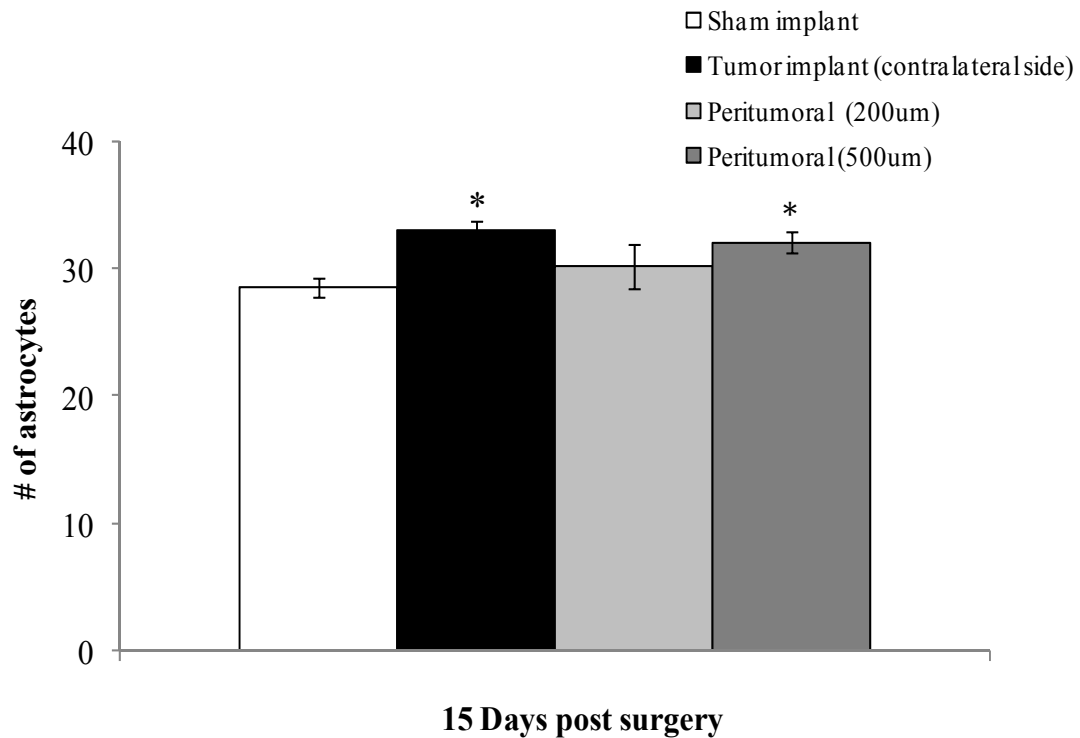 Sham implant
Tumor implant (contralateral side)
Peritumoral (200um)
Peritumoral (500um)
40
30
20
10
0
* *
# of astrocytes
15 Days post surgery